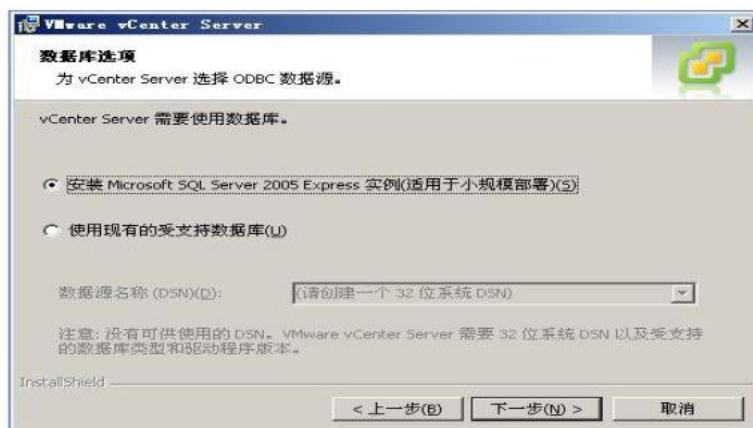 VMware vCenter Server
数据库选项
为 vCenter Server 选择 ODBC 数据源。
vCenter Server 需要使用数据库。
安装 Microsoft SQL Server 2005 Express 实例(适用于小规模部署)(S)
使用现有的受支持数据库(U)
数据源名称 (DSN)(D):
(请创建一个 32 位系统 DSN)
注意: 没有可供使用的 DSN。VMware vCenter Server 需要 32 位系统 DSN 以及受支持
的数据库类型和驱动程序版本。
InstallShield
< 上一步(B)
下一步(N) >
取消